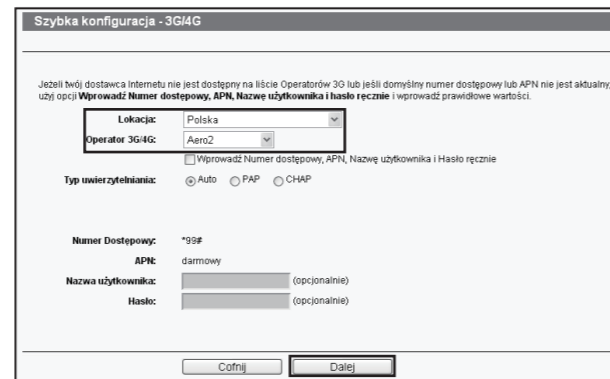 Szybka konfiguracja - 3G/4G
Jeżeli twój dostawca Internetu nie jest dostępny na liście Operatorów 3G lub jeśli domyślny numer dostępowy lub APN nie jest aktualny,
użyj opcji Wprowadź Numer dostępowy, APN, Nazwę użytkownika i hasło ręcznie i wprowadź prawidłowe wartości.
Lokacja: Polska
Operator 3G/4G: Aero2
Wprowadź Numer dostępowy, APN, Nazwę użytkownika i Hasło ręcznie
Typ uwierzytelniania: Auto PAP CHAP
Numer Dostępowy: *99#
APN: darmowy
Nazwa użytkownika: (opcjonalnie)
Hasło: (opcjonalnie)
Cofnij Dalej